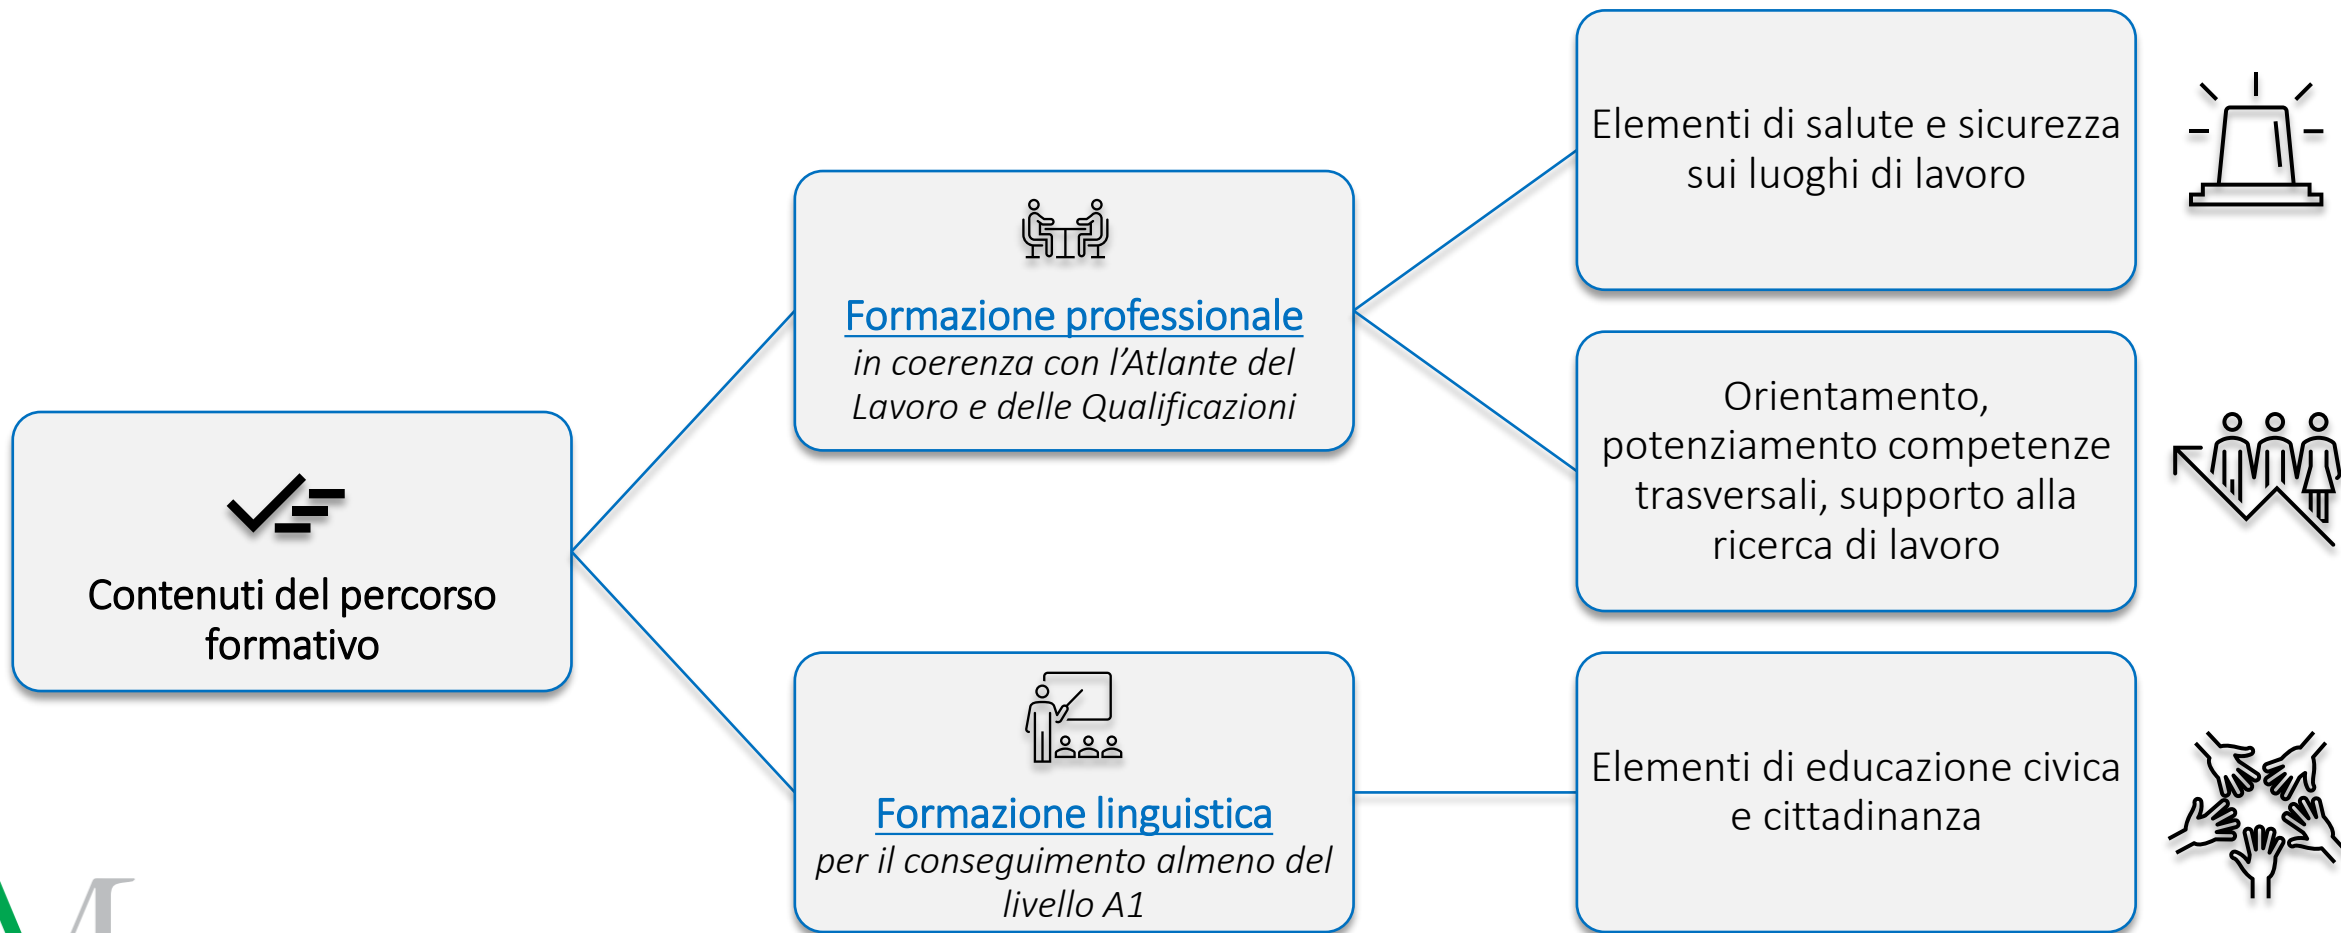 Contenuti del percorso
formativo
Formazione professionale
in coerenza con l'Atlante del
Lavoro e delle Qualificazioni
Elementi di salute e sicurezza
sui luoghi di lavoro
Orientamento,
potenziamento competenze
trasversali, supporto alla
ricerca di lavoro
Formazione linguistica
per il conseguimento almeno del
livello A1
Elementi di educazione civica
e cittadinanza